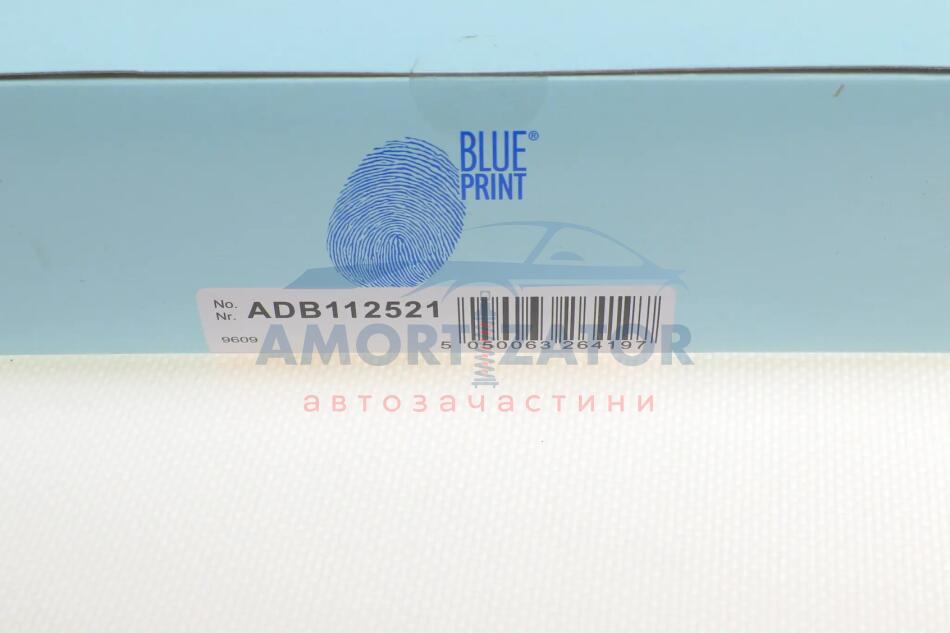 BLUE®
PRINT
No.
Nr. ADB112521
9609
5 050063 264197
AMORTIZATOR
автозачастини